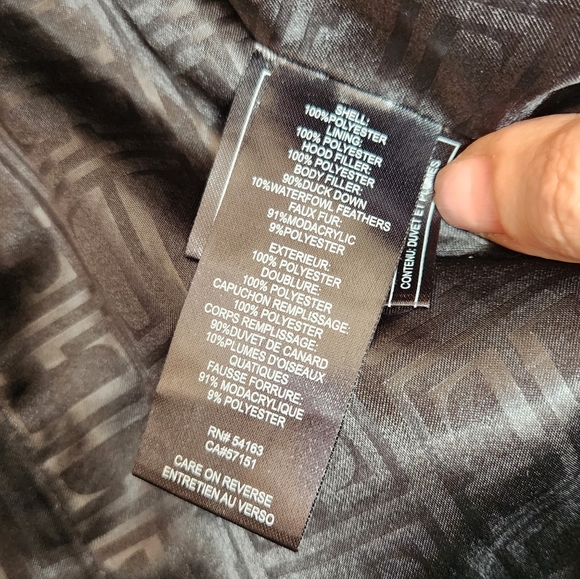 SHELL:
100%POLYESTER
LINING:
100% POLYESTER
HOOD FILLER:
100% POLYESTER
BODY FILLER:
90%DUCK DOWN
10%WATERFOWL FEATHERS
FAUX FUR:
91%MODACRYLIC
9%POLYESTER
EXTERIEUR:
100% POLYESTER
DOUBLURE:
100% POLYESTER
CAPUCHON REMPLISSAGE:
100% POLYESTER
CORPS REMPLISSAGE:
90%DUVET DE CANARD
10%PLUMES D'OISEAUX
QUATIQUES
FAUSSE FORRURE:
91% MODACRYLIQUE
9% POLYESTER
RN# 54163
CA#57151
CARE ON REVERSE
ENTRETIEN AU VERSO
CONTENU: DUVET ET